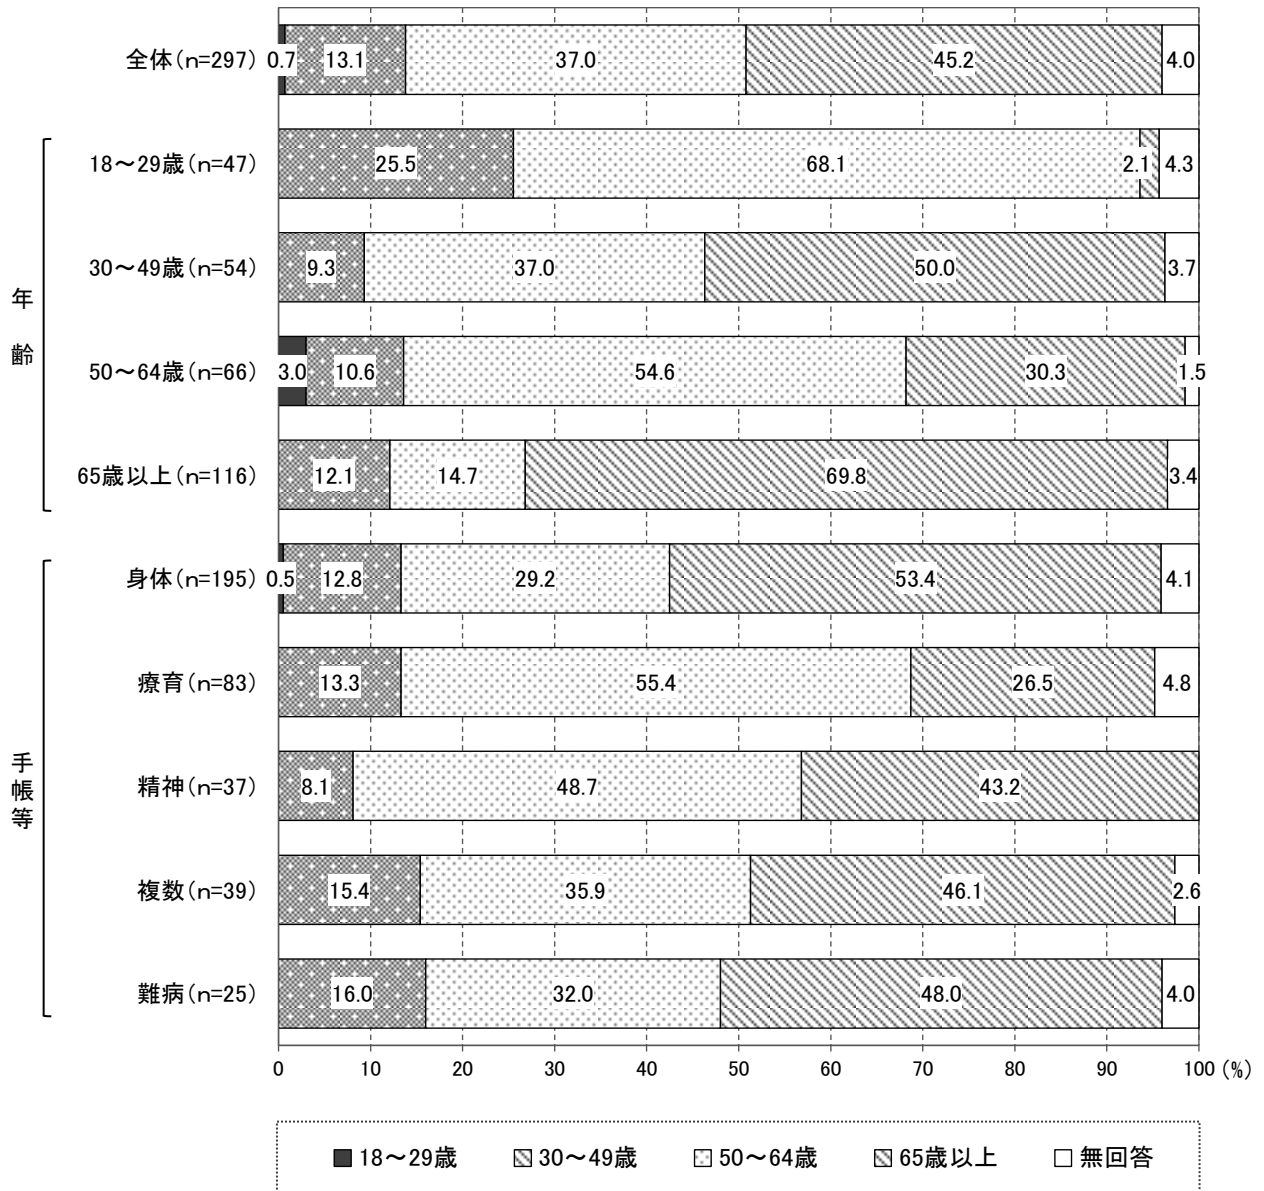 全体(n=297) 0.7 13.1 37.0 45.2 4.0
年齢
18～29歳(n=47) 25.5 68.1 2.1 4.3
30～49歳(n=54) 9.3 37.0 50.0 3.7
50～64歳(n=66) 3.0 10.6 54.6 30.3 1.5
65歳以上(n=116) 12.1 14.7 69.8 3.4
手帳等
身体(n=195) 0.5 12.8 29.2 53.4 4.1
療育(n=83) 13.3 55.4 26.5 4.8
精神(n=37) 8.1 48.7 43.2
複数(n=39) 15.4 35.9 46.1 2.6
難病(n=25) 16.0 32.0 48.0 4.0
0 10 20 30 40 50 60 70 80 90 100 (%)
18～29歳 30～49歳 50～64歳 65歳以上 無回答